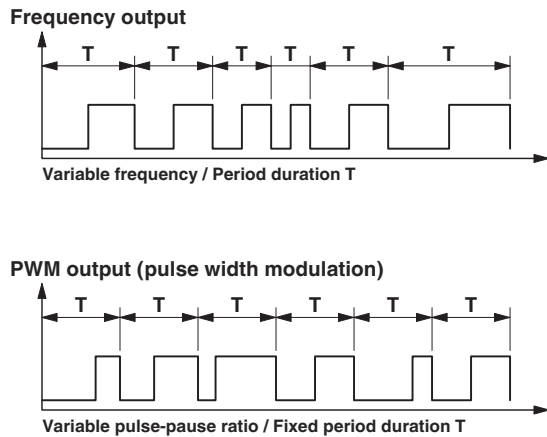 Frequency output
T T T T T T
Variable frequency / Period duration T
PWM output (pulse width modulation)
T T T T T T
Variable pulse-pause ratio / Fixed period duration T